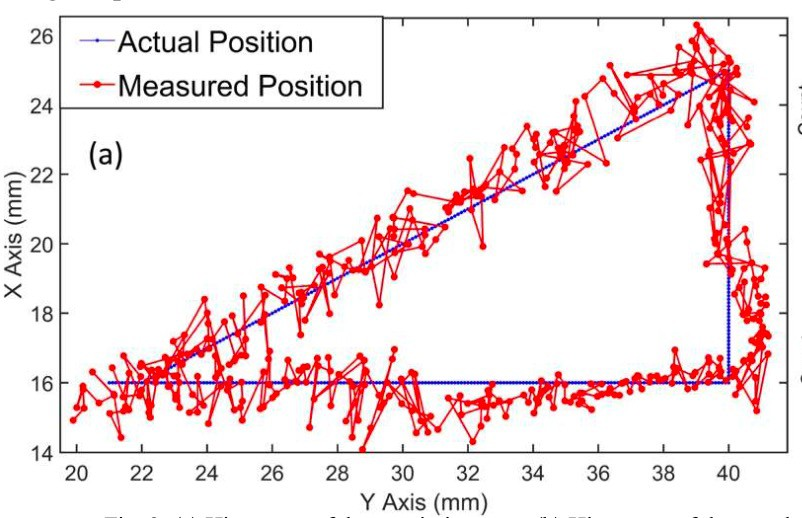 26
Actual Position
Measured Position
24
(a)
22
X Axis (mm)
20
18
16
14
20 22 24 26 28 30 32 34 36 38 40
Y Axis (mm)